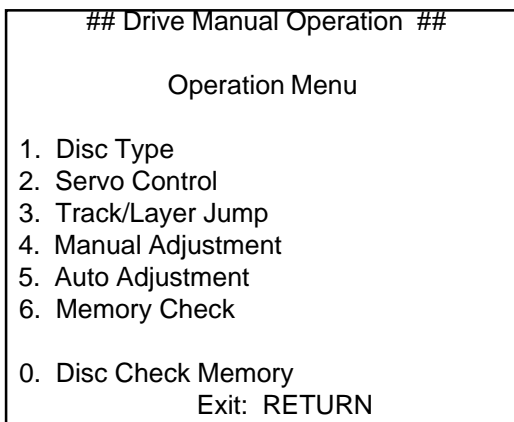 ## Drive Manual Operation ##
Operation Menu
1. Disc Type
2. Servo Control
3. Track/Layer Jump
4. Manual Adjustment
5. Auto Adjustment
6. Memory Check
0. Disc Check Memory
Exit: RETURN